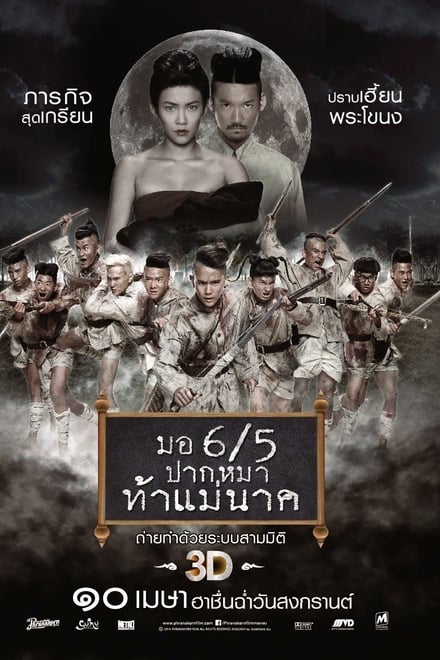 ภารกิจ
สุดเกรียน
ปราบเฮี้ยน
พระโขนง
มอ 6/5
ปากหมา
ท้าแม่นาค
ถ่ายทำด้วยระบบสามมิติ
3D
๑๐ เมษา ฮาชื่นฉ่ำวันสงกรานต์
www.phranakornfilm.com
MVD
M